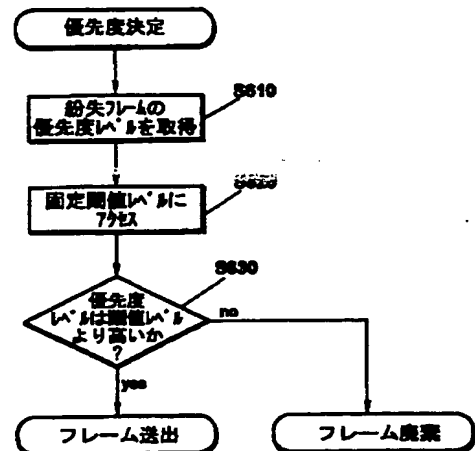 優先度決定
紛失フレームの
優先度レベルを取得
S610
固定閾値レベルに
アクセス
S620
優先度
レベルは閾値レベル
より高いか
?
S630
no
yes
フレーム送出
フレーム廃棄